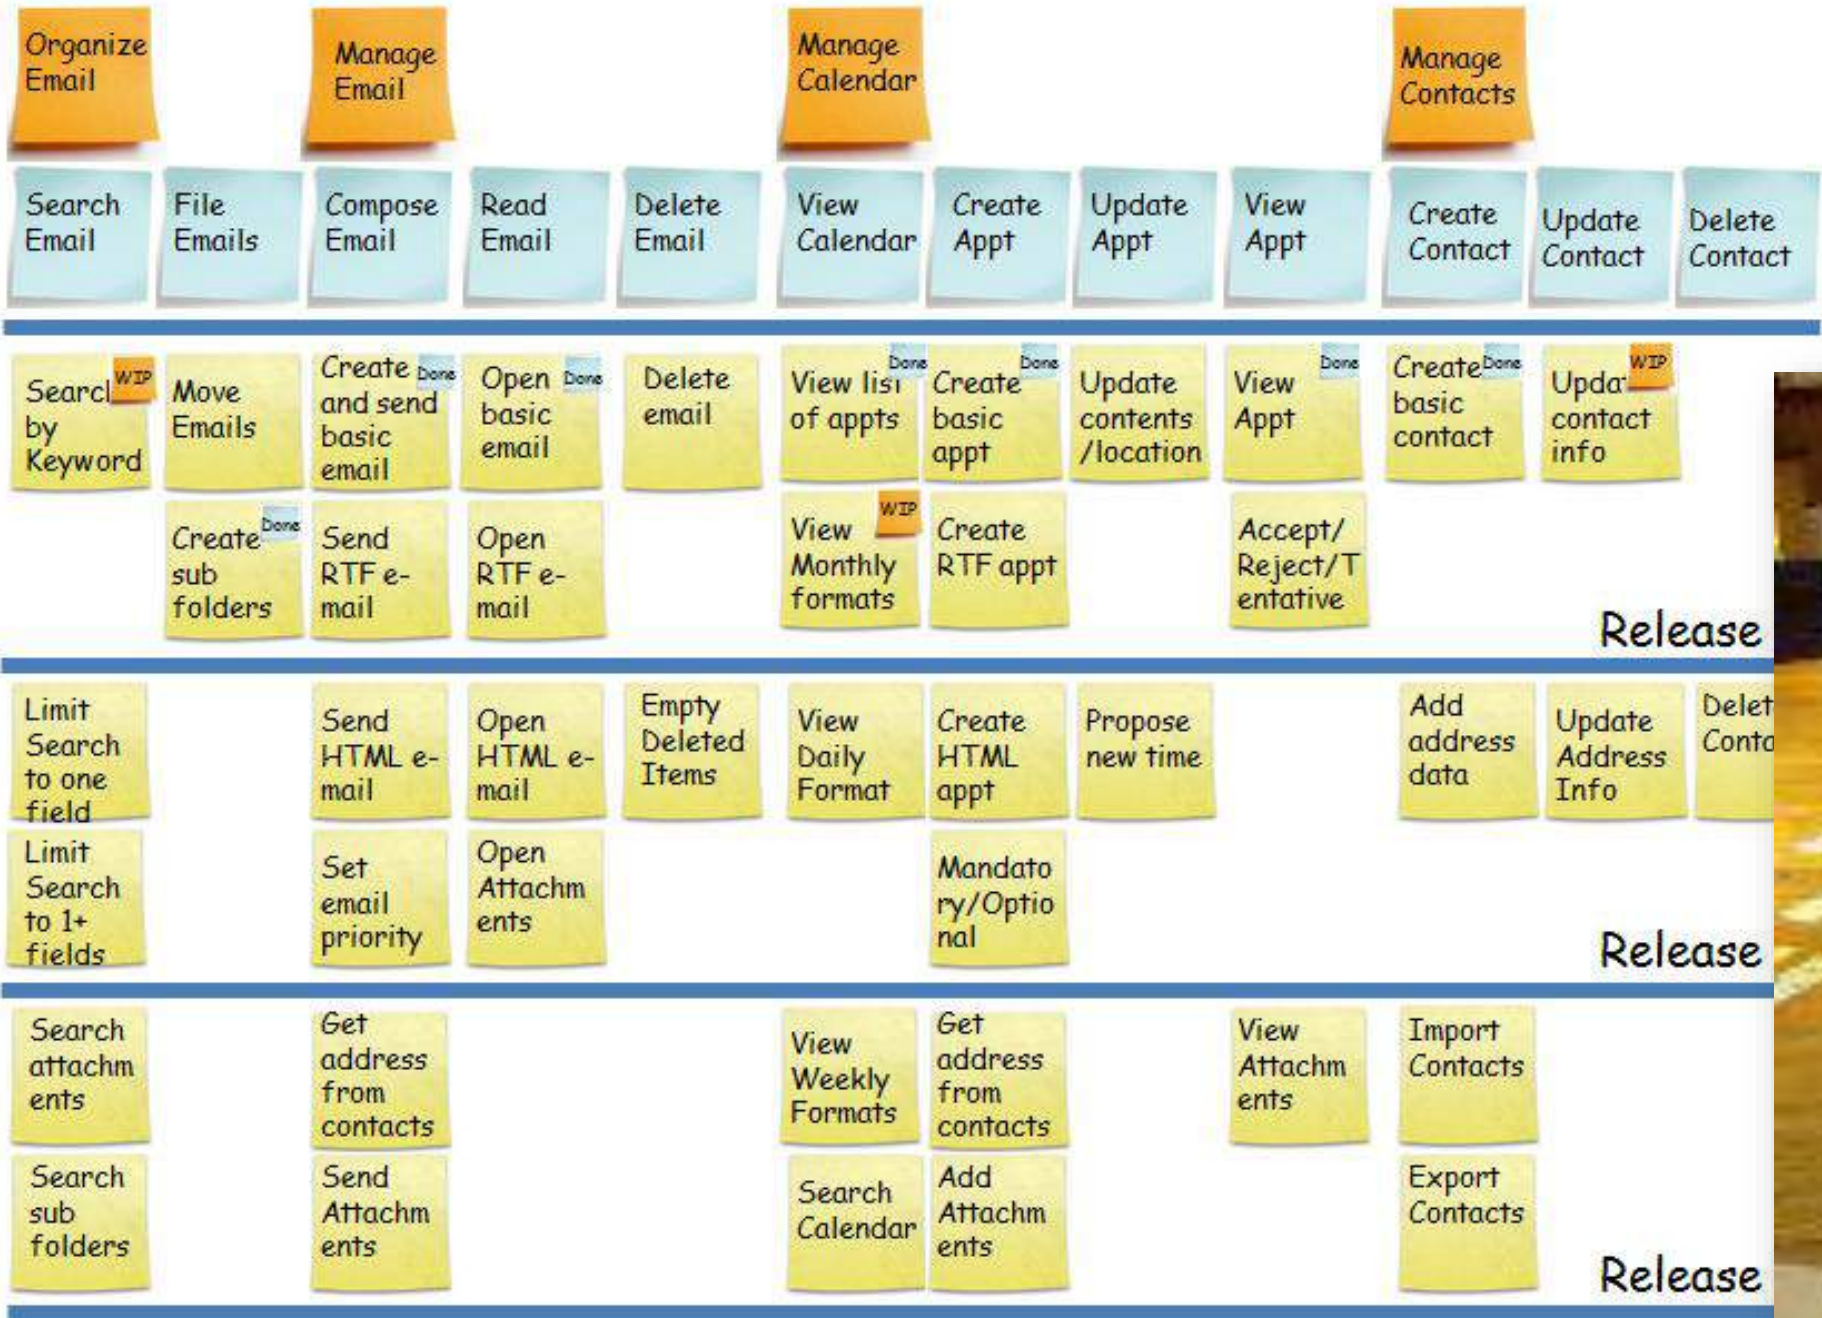 Organize
Email
Manage
Email
Manage
Calendar
Manage
Contacts
Search
Email
File
Emails
Compose
Email
Read
Email
Delete
Email
View
Calendar
Create
Appt
Update
Appt
View
Appt
Create
Contact
Update
Contact
Delete
Contact
Searc
WIP
by
Keyword
Move
Emails
Create
Done
and send
basic
email
Open
Done
basic
email
Delete
email
View list
Done
of appts
Create
Done
basic
appt
Update
contents
/location
View
Done
Appt
Create
Done
basic
contact
Upda
WIP
contact
info
Create
Done
sub
folders
Send
RTF e-
mail
Open
RTF e-
mail
View
WIP
Monthly
formats
Create
RTF appt
Accept/
Reject/T
entative
Release
Limit
Search
to one
field
Send
HTML e-
mail
Open
HTML e-
mail
Empty
Deleted
Items
View
Daily
Format
Create
HTML
appt
Propose
new time
Add
address
data
Update
Address
Info
Delet
Conta
Limit
Search
to 1+
fields
Set
email
priority
Open
Attachm
ents
Mandato
ry/Optio
nal
Release
Search
attachm
ents
Get
address
from
contacts
View
Weekly
Formats
Get
address
from
contacts
View
Attachm
ents
Import
Contacts
Search
sub
folders
Send
Attachm
ents
Search
Calendar
Add
Attachm
ents
Export
Contacts
Release